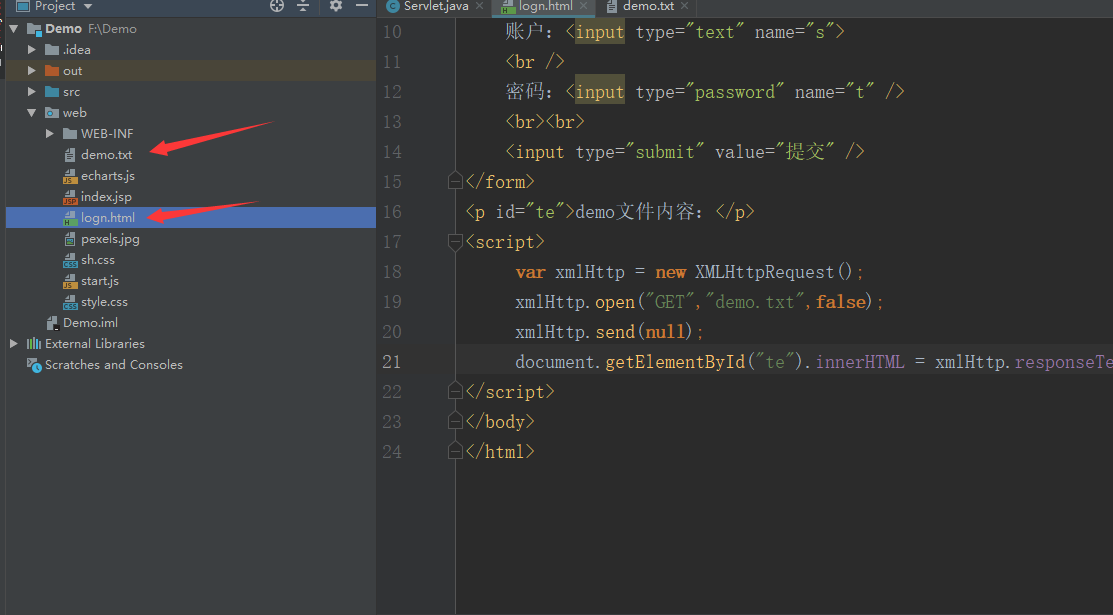 Project
Servlet.java
logn.html
demo.txt
Demo F:\Demo
.idea
out
src
web
WEB-INF
demo.txt
echarts.js
index.jsp
logn.html
pexels.jpg
sh.css
start.js
style.css
Demo.iml
External Libraries
Scratches and Consoles
10 账户：<input type="text" name="s">
11 <br />
12 密码：<input type="password" name="t" />
13 <br><br>
14 <input type="submit" value="提交" />
15 </form>
16 <p id="te">demo文件内容：</p>
17 <script>
18 var xmlHttp = new XMLHttpRequest();
19 xmlHttp.open("GET","demo.txt",false);
20 xmlHttp.send(null);
21 document.getElementById("te").innerHTML = xmlHttp.responseTe
22 </script>
23 </body>
24 </html>